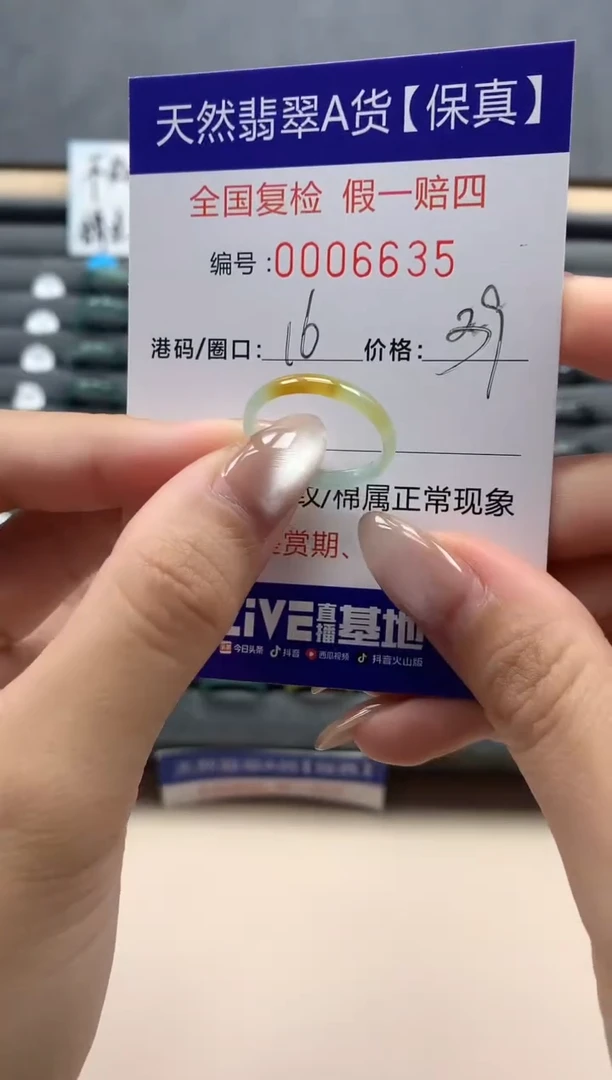 天然翡翠A货【保真】
全国复检 假一赔四
编号:0006635
港码/圈口: 16 价格: 29
纹/棉属正常现象
鉴赏期、
LIVE直播基地
今日头条 抖音 西瓜视频 抖音火山版